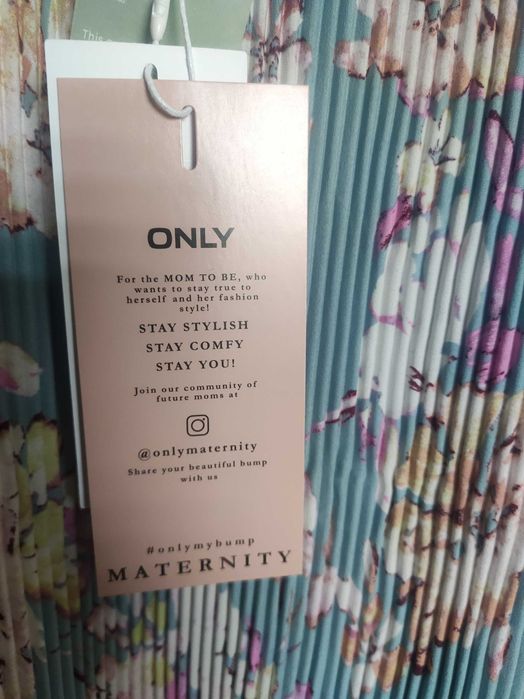 This
ONLY
For the MOM TO BE, who
wants to stay true to
herself and her fashion
style!
STAY STYLISH
STAY COMFY
STAY YOU!
Join our community of
future moms at
@onlymaternity
Share your beautiful bump
with us
#onlymybump
MATERNITY